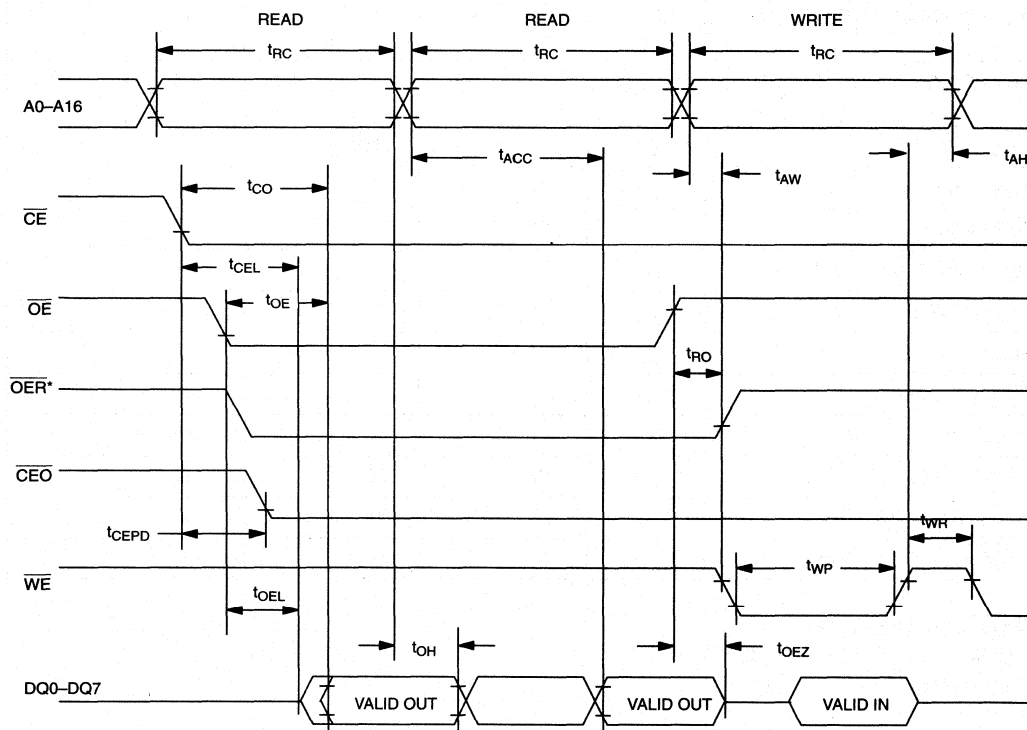 READ READ WRITE
tRC tRC tRC
A0–A16
tACC tAW tAH
tCO
CE
tCEL
OE tOE
tRO
OER*
CEO
tCEPD tWR
WE tWP
tOEL
tOH tOEZ
DQ0–DQ7 VALID OUT VALID OUT VALID IN